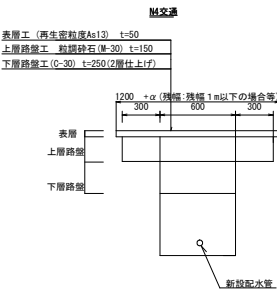 N4交通
表層工（再生密粒度As13） t=50
上層路盤工 粒調砕石(M-30) t=150
下層路盤工(C-30) t=250(2層仕上げ)
1200 +α(残幅:残幅1m以下の場合等)
300 600 300
表層
上層路盤
下層路盤
新設配水管